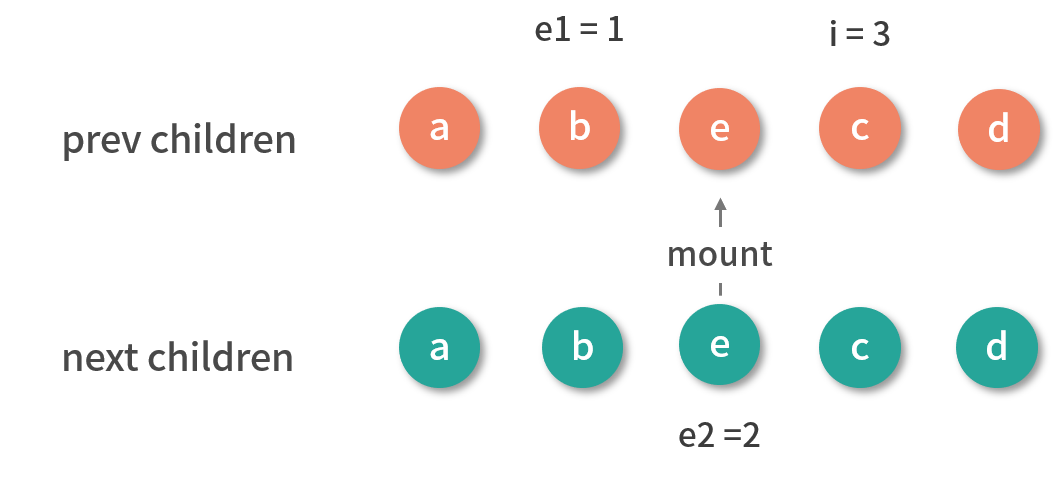 e1 = 1 i = 3
prev children a b e c d
mount
next children a b e c d
e2 =2